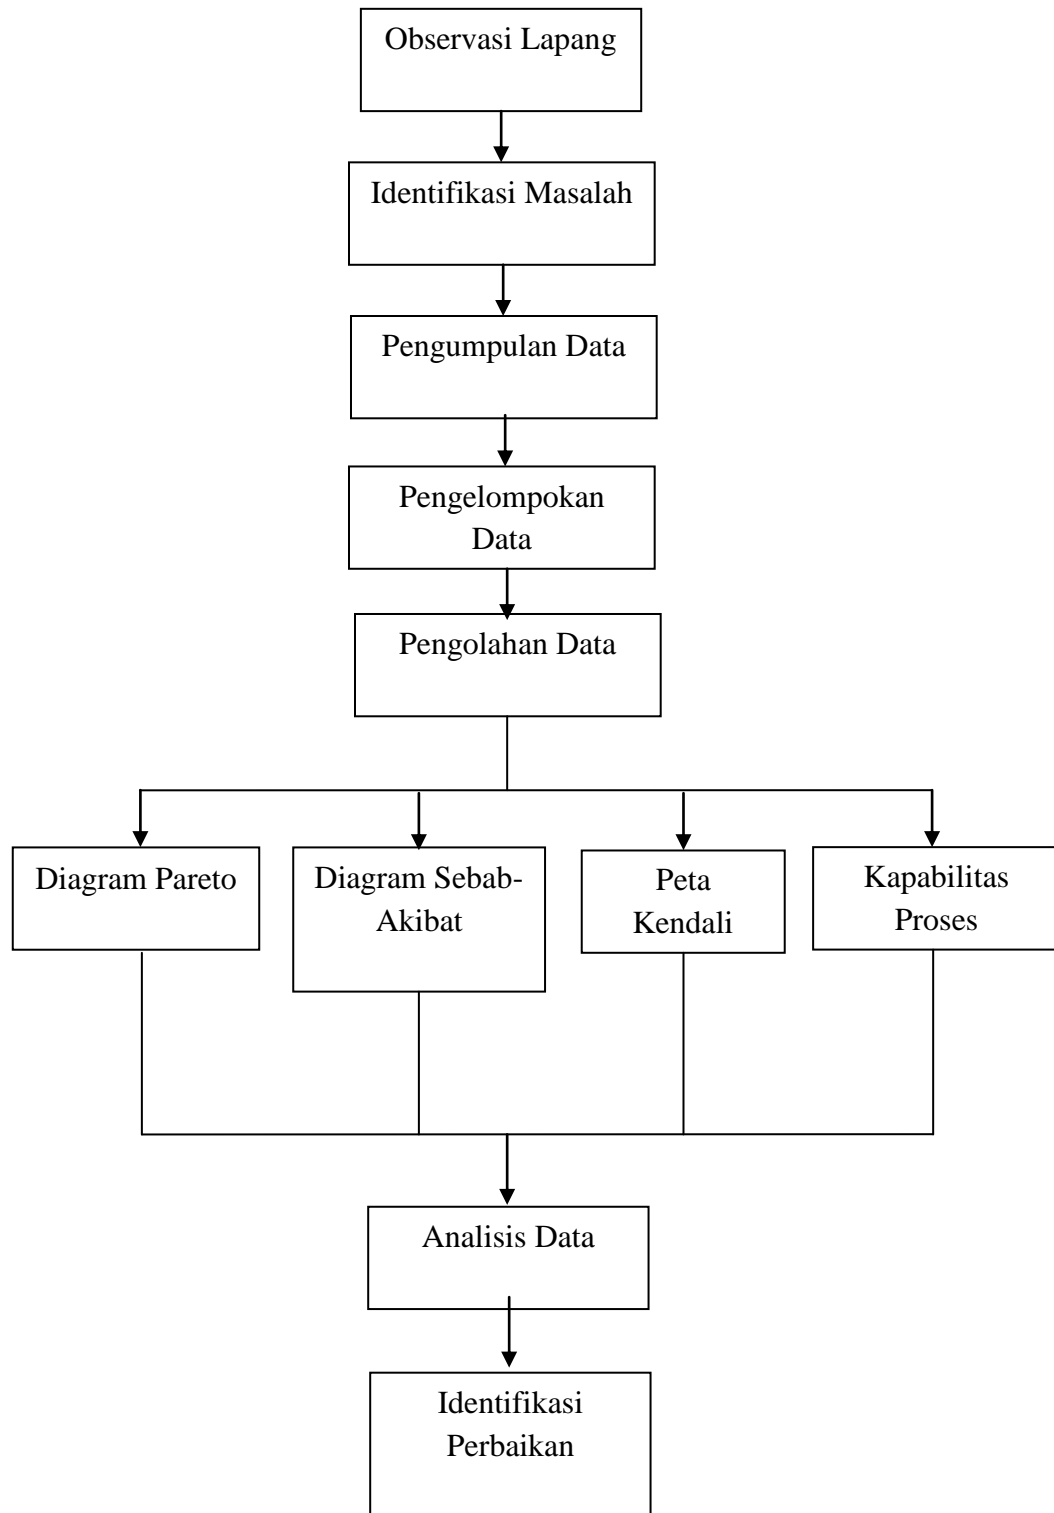 Observasi Lapang
Identifikasi Masalah
Pengumpulan Data
Pengelompokan
Data
Pengolahan Data
Diagram Pareto
Diagram Sebab-
Akibat
Peta
Kendali
Kapabilitas
Proses
Analisis Data
Identifikasi
Perbaikan